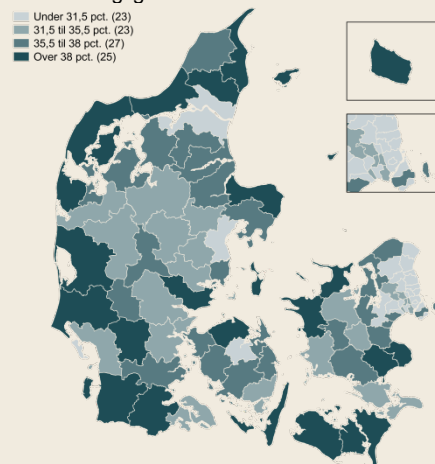 Under 31,5 pct. (23)
31,5 til 35,5 pct. (23)
35,5 til 38 pct. (27)
Over 38 pct. (25)